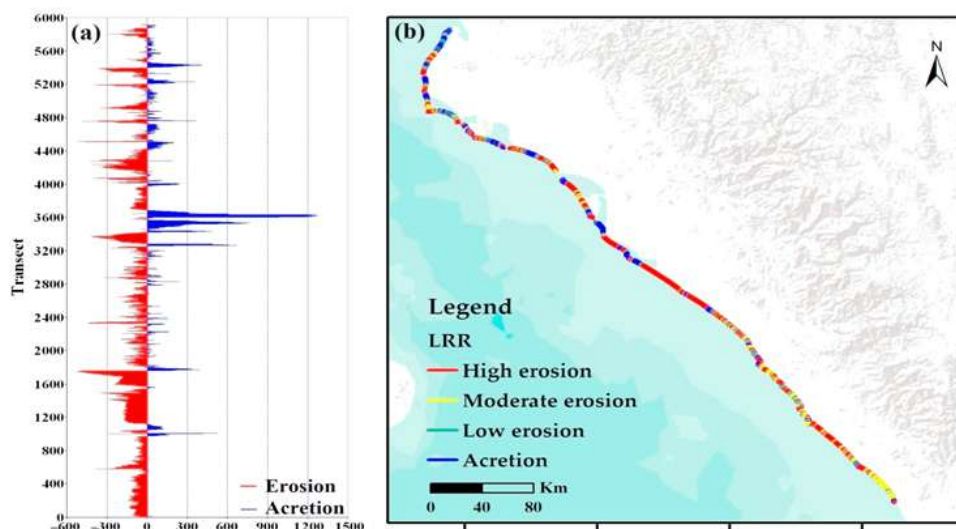 (a)
6000
5600
5200
4800
4400
4000
3600
3200
2800
2400
2000
1600
1200
800
400
0
Transect
Erosion
Acretion
−600 −300 0 300 600 900 1200 1500
(b)
N
Legend
LRR
High erosion
Moderate erosion
Low erosion
Acretion
Km
0 40 80